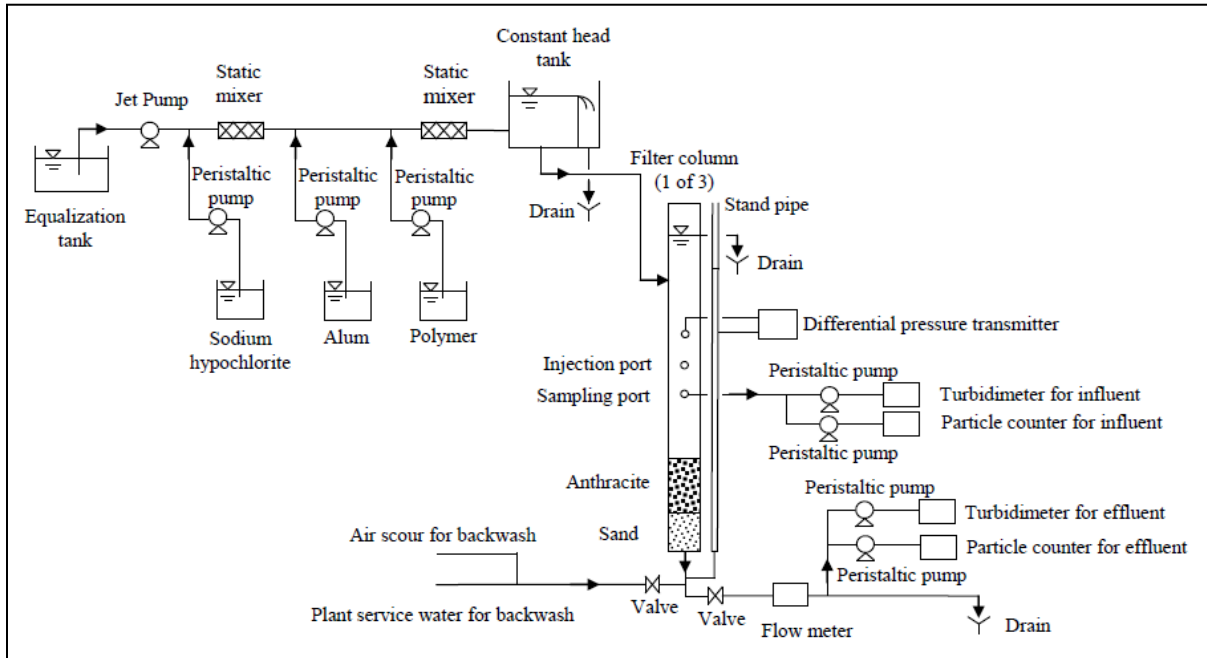 Constant head
tank
Static
mixer
Static
mixer
Jet Pump
Equalization
tank
Peristaltic
pump
Peristaltic
pump
Peristaltic
pump
Sodium
hypochlorite
Alum
Polymer
Drain
Filter column
(1 of 3)
Stand pipe
Drain
Differential pressure transmitter
Injection port
Sampling port
Peristaltic pump
Turbidimeter for influent
Particle counter for influent
Peristaltic pump
Anthracite
Sand
Peristaltic pump
Turbidimeter for effluent
Particle counter for effluent
Peristaltic pump
Air scour for backwash
Plant service water for backwash
Valve
Valve
Flow meter
Drain